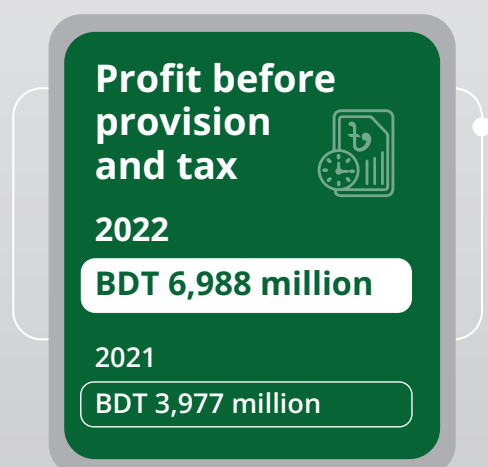 Profit before
provision
and tax
৳
2022
BDT 6,988 million
2021
BDT 3,977 million